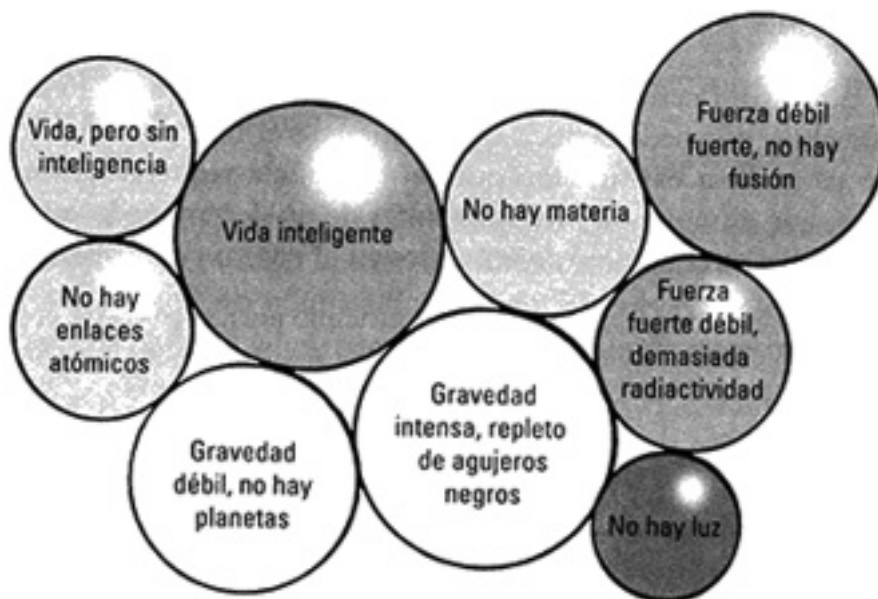 Vida, pero sin
inteligencia
Vida inteligente
No hay materia
Fuerza débil
fuerte, no hay
fusión
No hay
enlaces
atómicos
Gravedad
débil, no hay
planetas
Gravedad
intensa, repleto
de agujeros
negros
Fuerza
fuerte débil,
demasiada
radiactividad
No hay luz